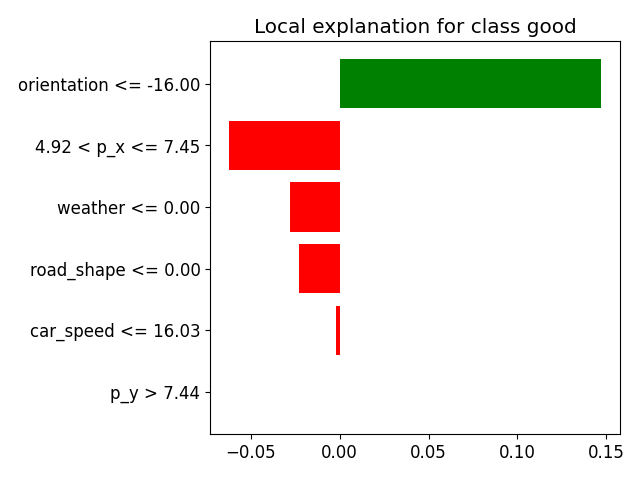 Local explanation for class good
orientation <= -16.00
4.92 < p_x <= 7.45
weather <= 0.00
road_shape <= 0.00
car_speed <= 16.03
p_y > 7.44
−0.05 0.00 0.05 0.10 0.15